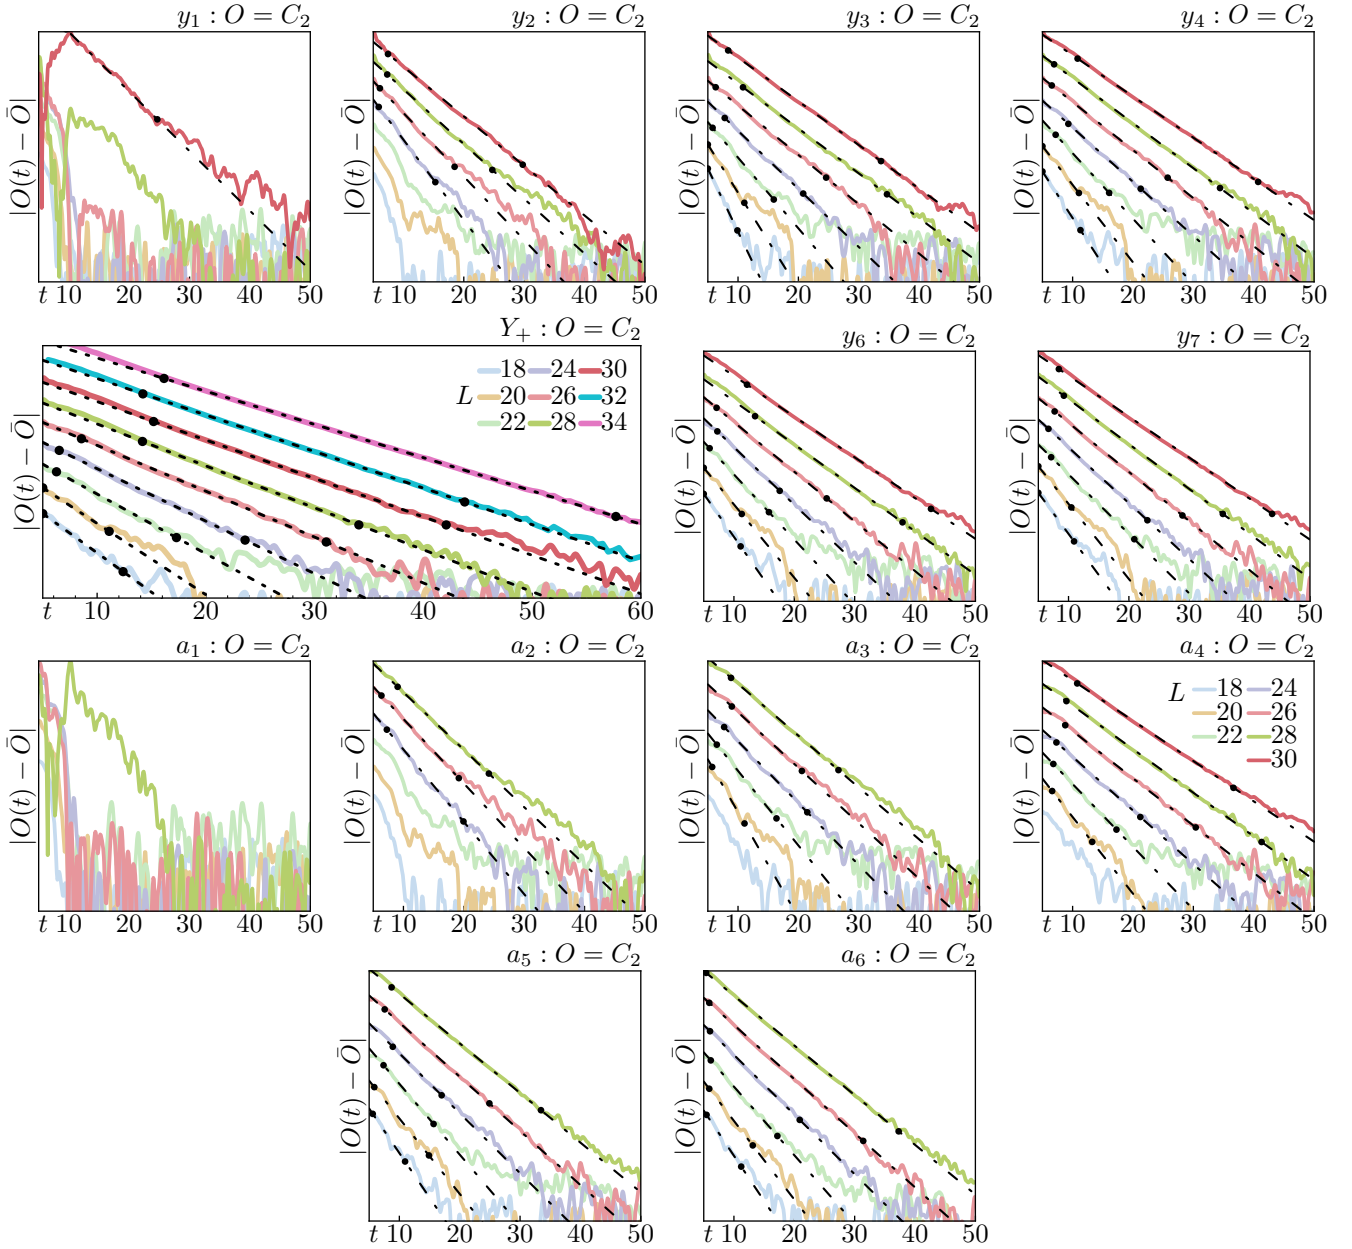 y₁ : O = C₂
y₂ : O = C₂
y₃ : O = C₂
y₄ : O = C₂
|O(t) − Ō|
|O(t) − Ō|
|O(t) − Ō|
|O(t) − Ō|
t 10 20 30 40 50
t 10 20 30 40 50
t 10 20 30 40 50
t 10 20 30 40 50
Y₊ : O = C₂
y₆ : O = C₂
y₇ : O = C₂
|O(t) − Ō|
L
18 24 30
20 26 32
22 28 34
|O(t) − Ō|
|O(t) − Ō|
t 10 20 30 40 50 60
t 10 20 30 40 50
t 10 20 30 40 50
a₁ : O = C₂
a₂ : O = C₂
a₃ : O = C₂
a₄ : O = C₂
|O(t) − Ō|
|O(t) − Ō|
|O(t) − Ō|
|O(t) − Ō|
L
18 24
20 26
22 28
30
t 10 20 30 40 50
t 10 20 30 40 50
t 10 20 30 40 50
t 10 20 30 40 50
a₅ : O = C₂
a₆ : O = C₂
|O(t) − Ō|
|O(t) − Ō|
t 10 20 30 40 50
t 10 20 30 40 50